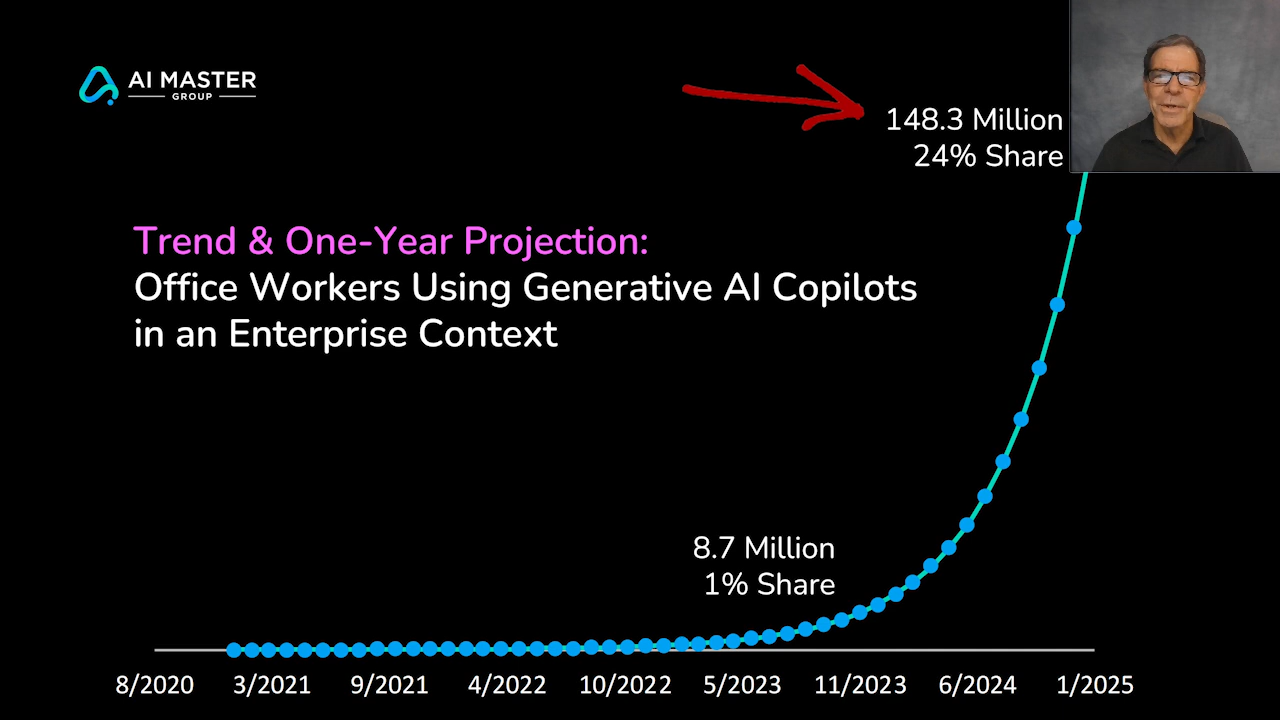 AI MASTER
GROUP
148.3 Million
24% Share
Trend & One-Year Projection:
Office Workers Using Generative AI Copilots
in an Enterprise Context
8.7 Million
1% Share
8/2020 3/2021 9/2021 4/2022 10/2022 5/2023 11/2023 6/2024 1/2025